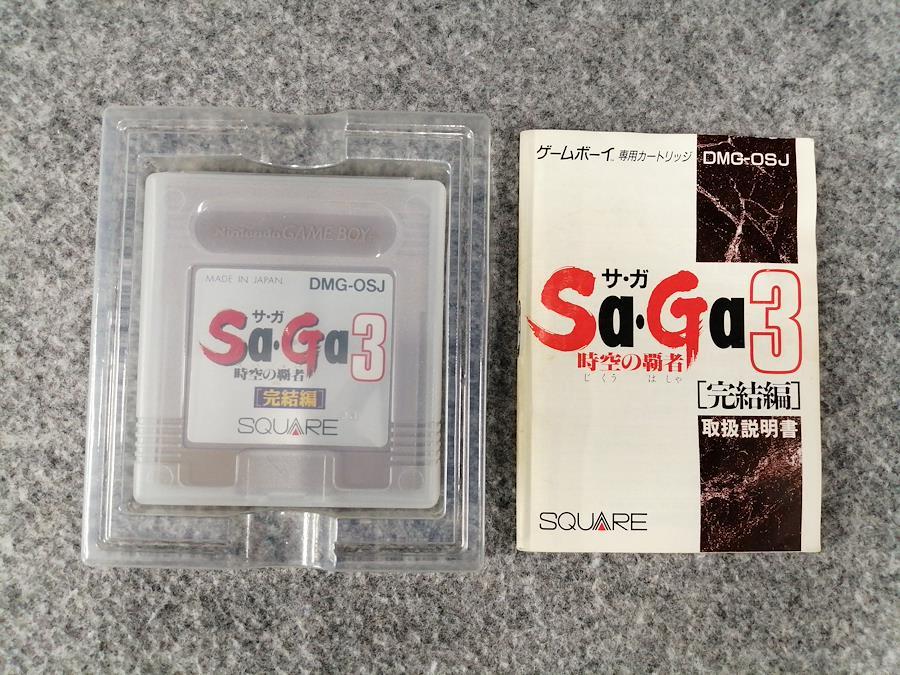 Nintendo GAME BOY
MADE IN JAPAN
DMG-OSJ
サ・ガ
Sa・Ga3
時空の覇者
[完結編]
SQUARE
ゲームボーイ™専用カートリッジ
DMG-OSJ
サ・ガ
Sa・Ga3
時空の覇者
じくう はしゃ
[完結編]
取扱説明書
SQUARE